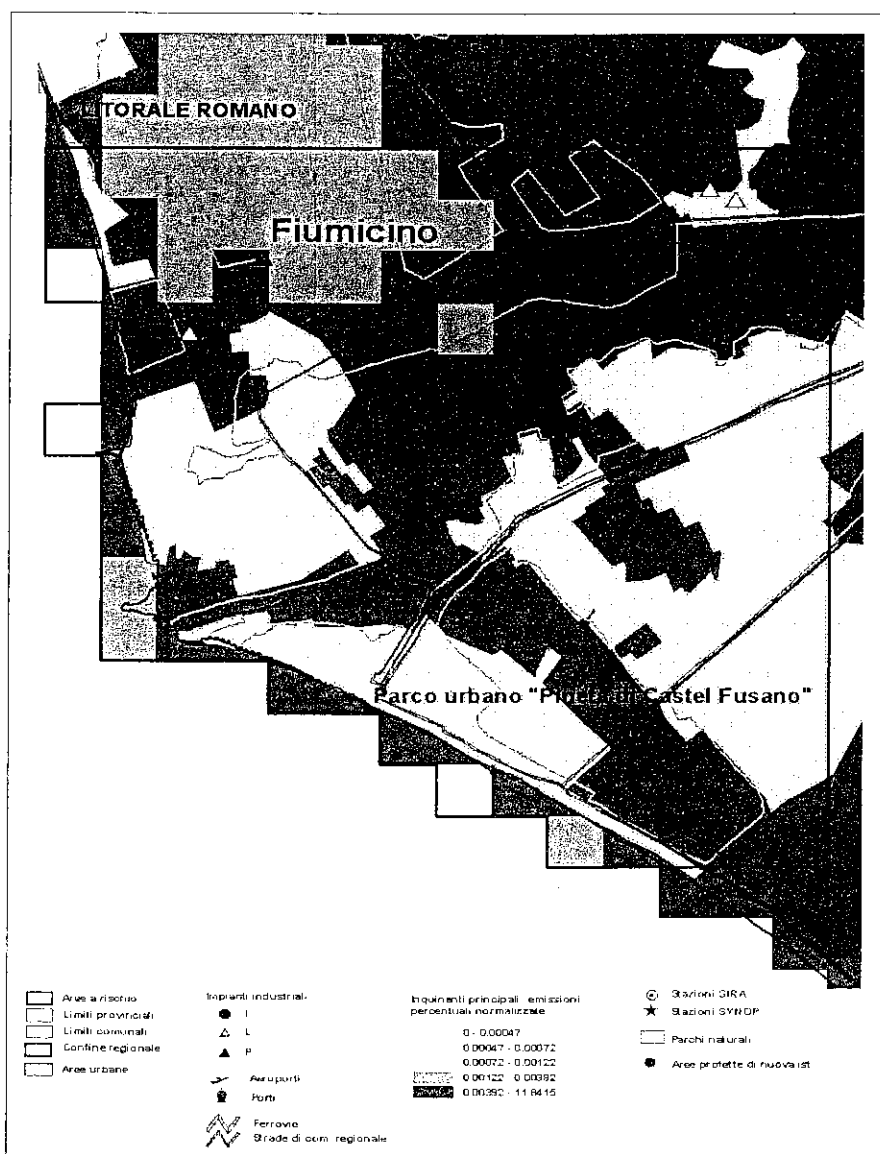 LITORALE ROMANO
Fiumicino
Parco urbano "Pineta di Castel Fusano"
Aree a rischio
Limiti provinciali
Limiti comunali
Confine regionale
Aree urbane
Impianti industriali
I
L
P
Aeroporti
Porti
Ferrovie
Strade di com regionale
Inquinanti principali emissioni
percentuali normalizzate
0 - 0.00047
0.00047 - 0.00072
0.00072 - 0.00122
0.00122 - 0.00392
0.00392 - 11.8415
Stazioni SIRA
Stazioni SYNOP
Parchi naturali
Aree protette di nuova ist